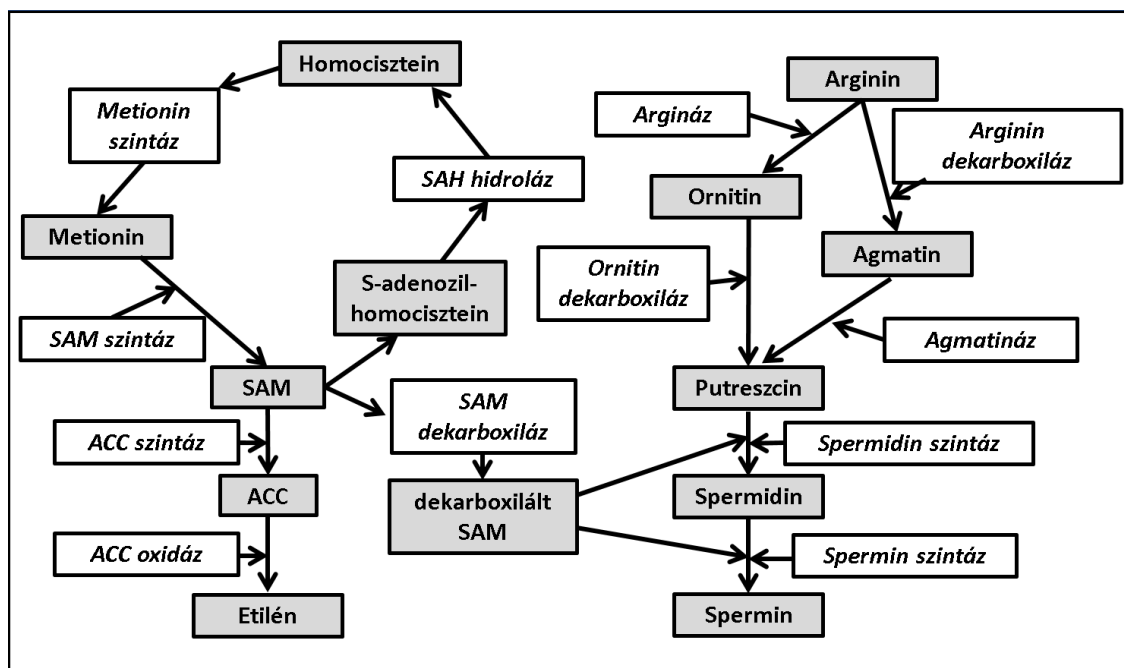 Homocisztein
Arginin
Metionin
szintáz
Argináz
Arginin
dekarboxiláz
SAH hidroláz
Ornitin
Metionin
Agmatin
S-adenozil-
homocisztein
Ornitin
dekarboxiláz
SAM szintáz
Agmatináz
SAM
Putreszcin
SAM
dekarboxiláz
ACC szintáz
Spermidin szintáz
ACC
dekarboxilált
SAM
Spermidin
ACC oxidáz
Spermin szintáz
Etilén
Spermin